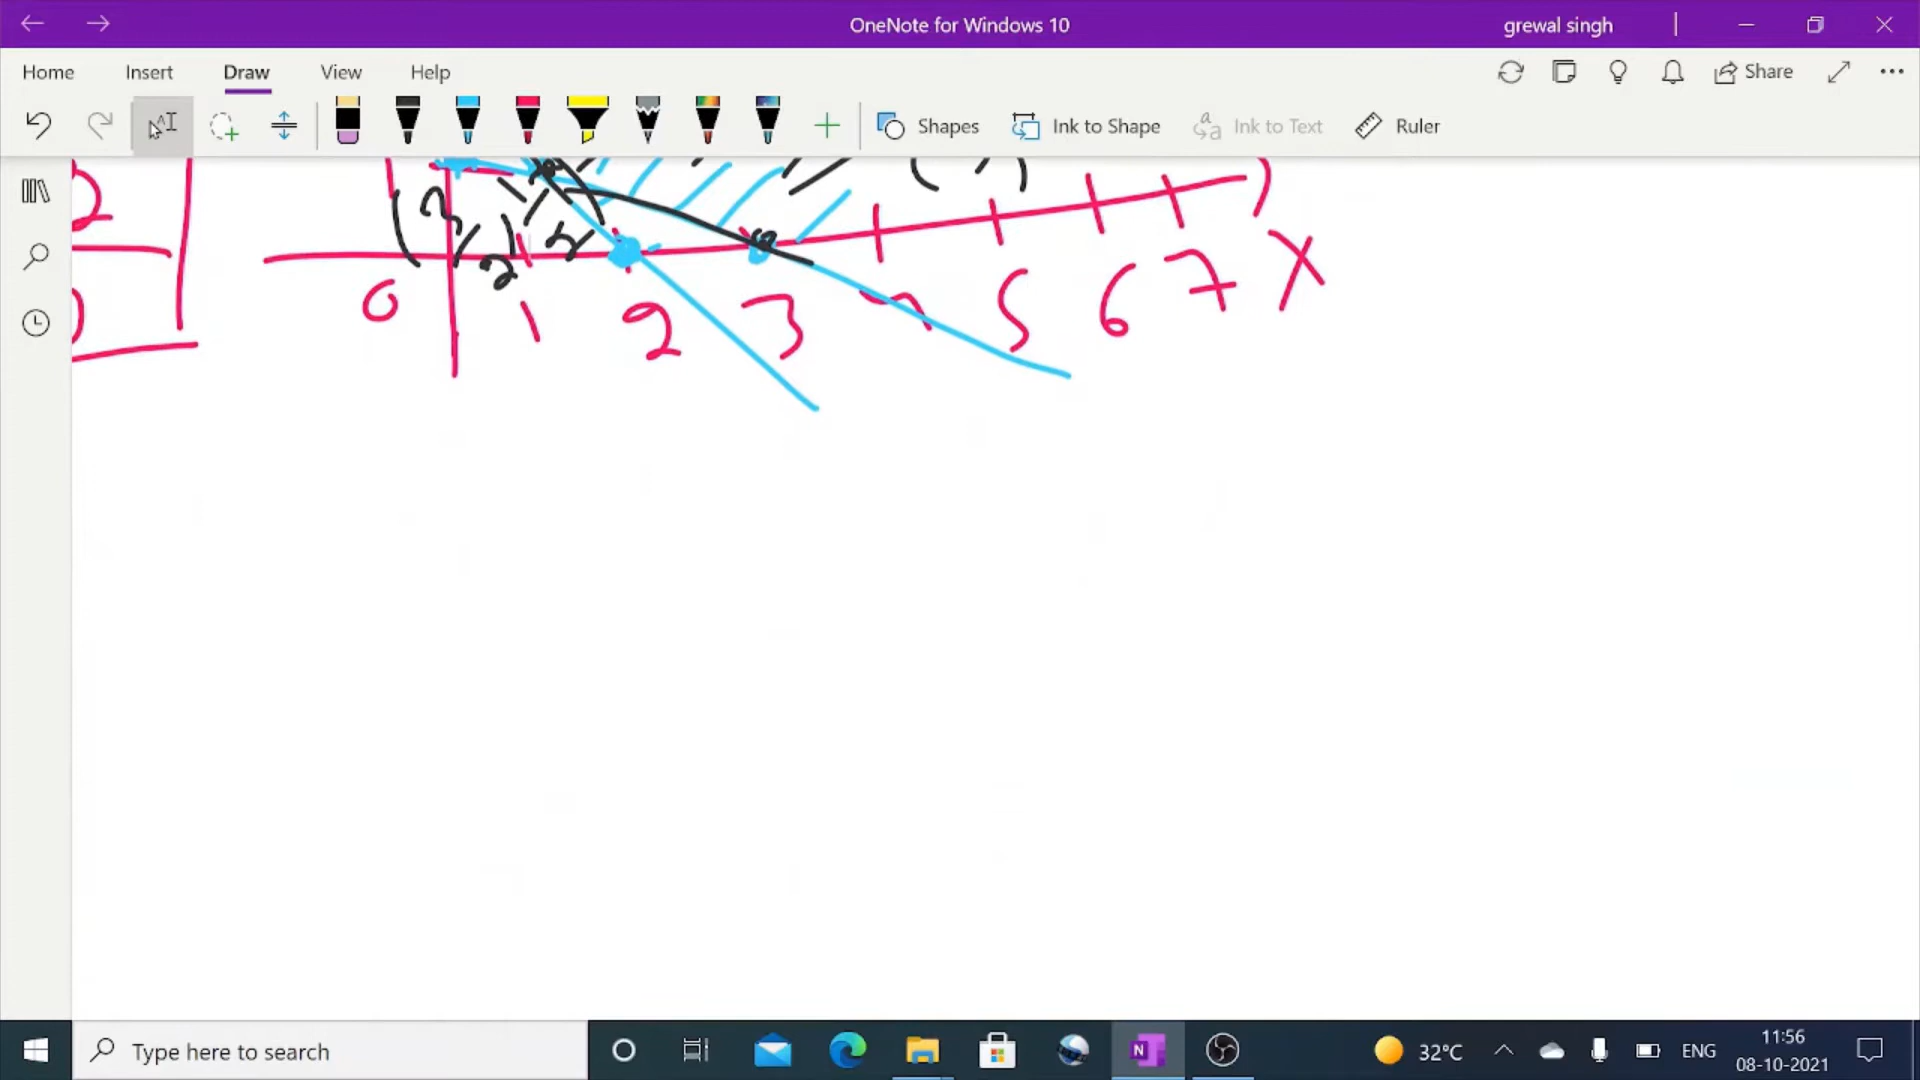 OneNote for Windows 10
grewal singh
Home Insert Draw View Help
Share
Shapes
Ink to Shape
Ink to Text
Ruler
2
0 1 2 3 5 6 7 X
Type here to search
32°C
ENG
11:56
08-10-2021